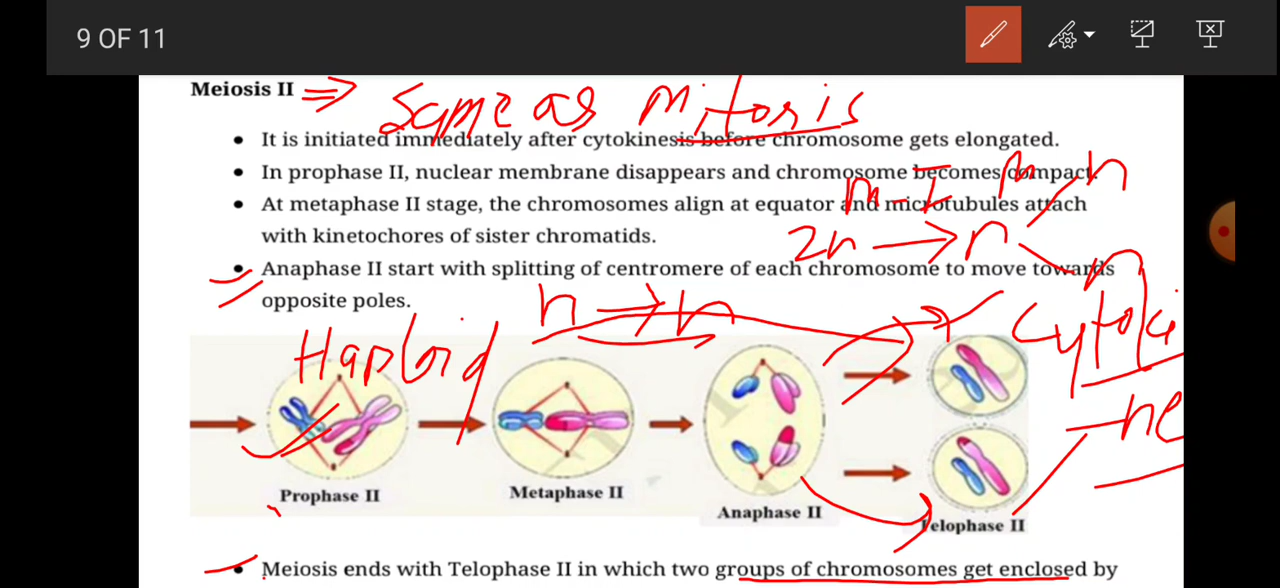 9 OF 11
Meiosis II ⇒ Same as Mitosis
• It is initiated immediately after cytokinesis before chromosome gets elongated.
• In prophase II, nuclear membrane disappears and chromosome becomes compact.
• At metaphase II stage, the chromosomes align at equator and microtubules attach
with kinetochores of sister chromatids.
M-I
2n → n
n
n
• Anaphase II start with splitting of centromere of each chromosome to move towards
opposite poles.
n → n
Haploid
Cytoki
ne
Prophase II
Metaphase II
Anaphase II
Telophase II
• Meiosis ends with Telophase II in which two groups of chromosomes get enclosed by